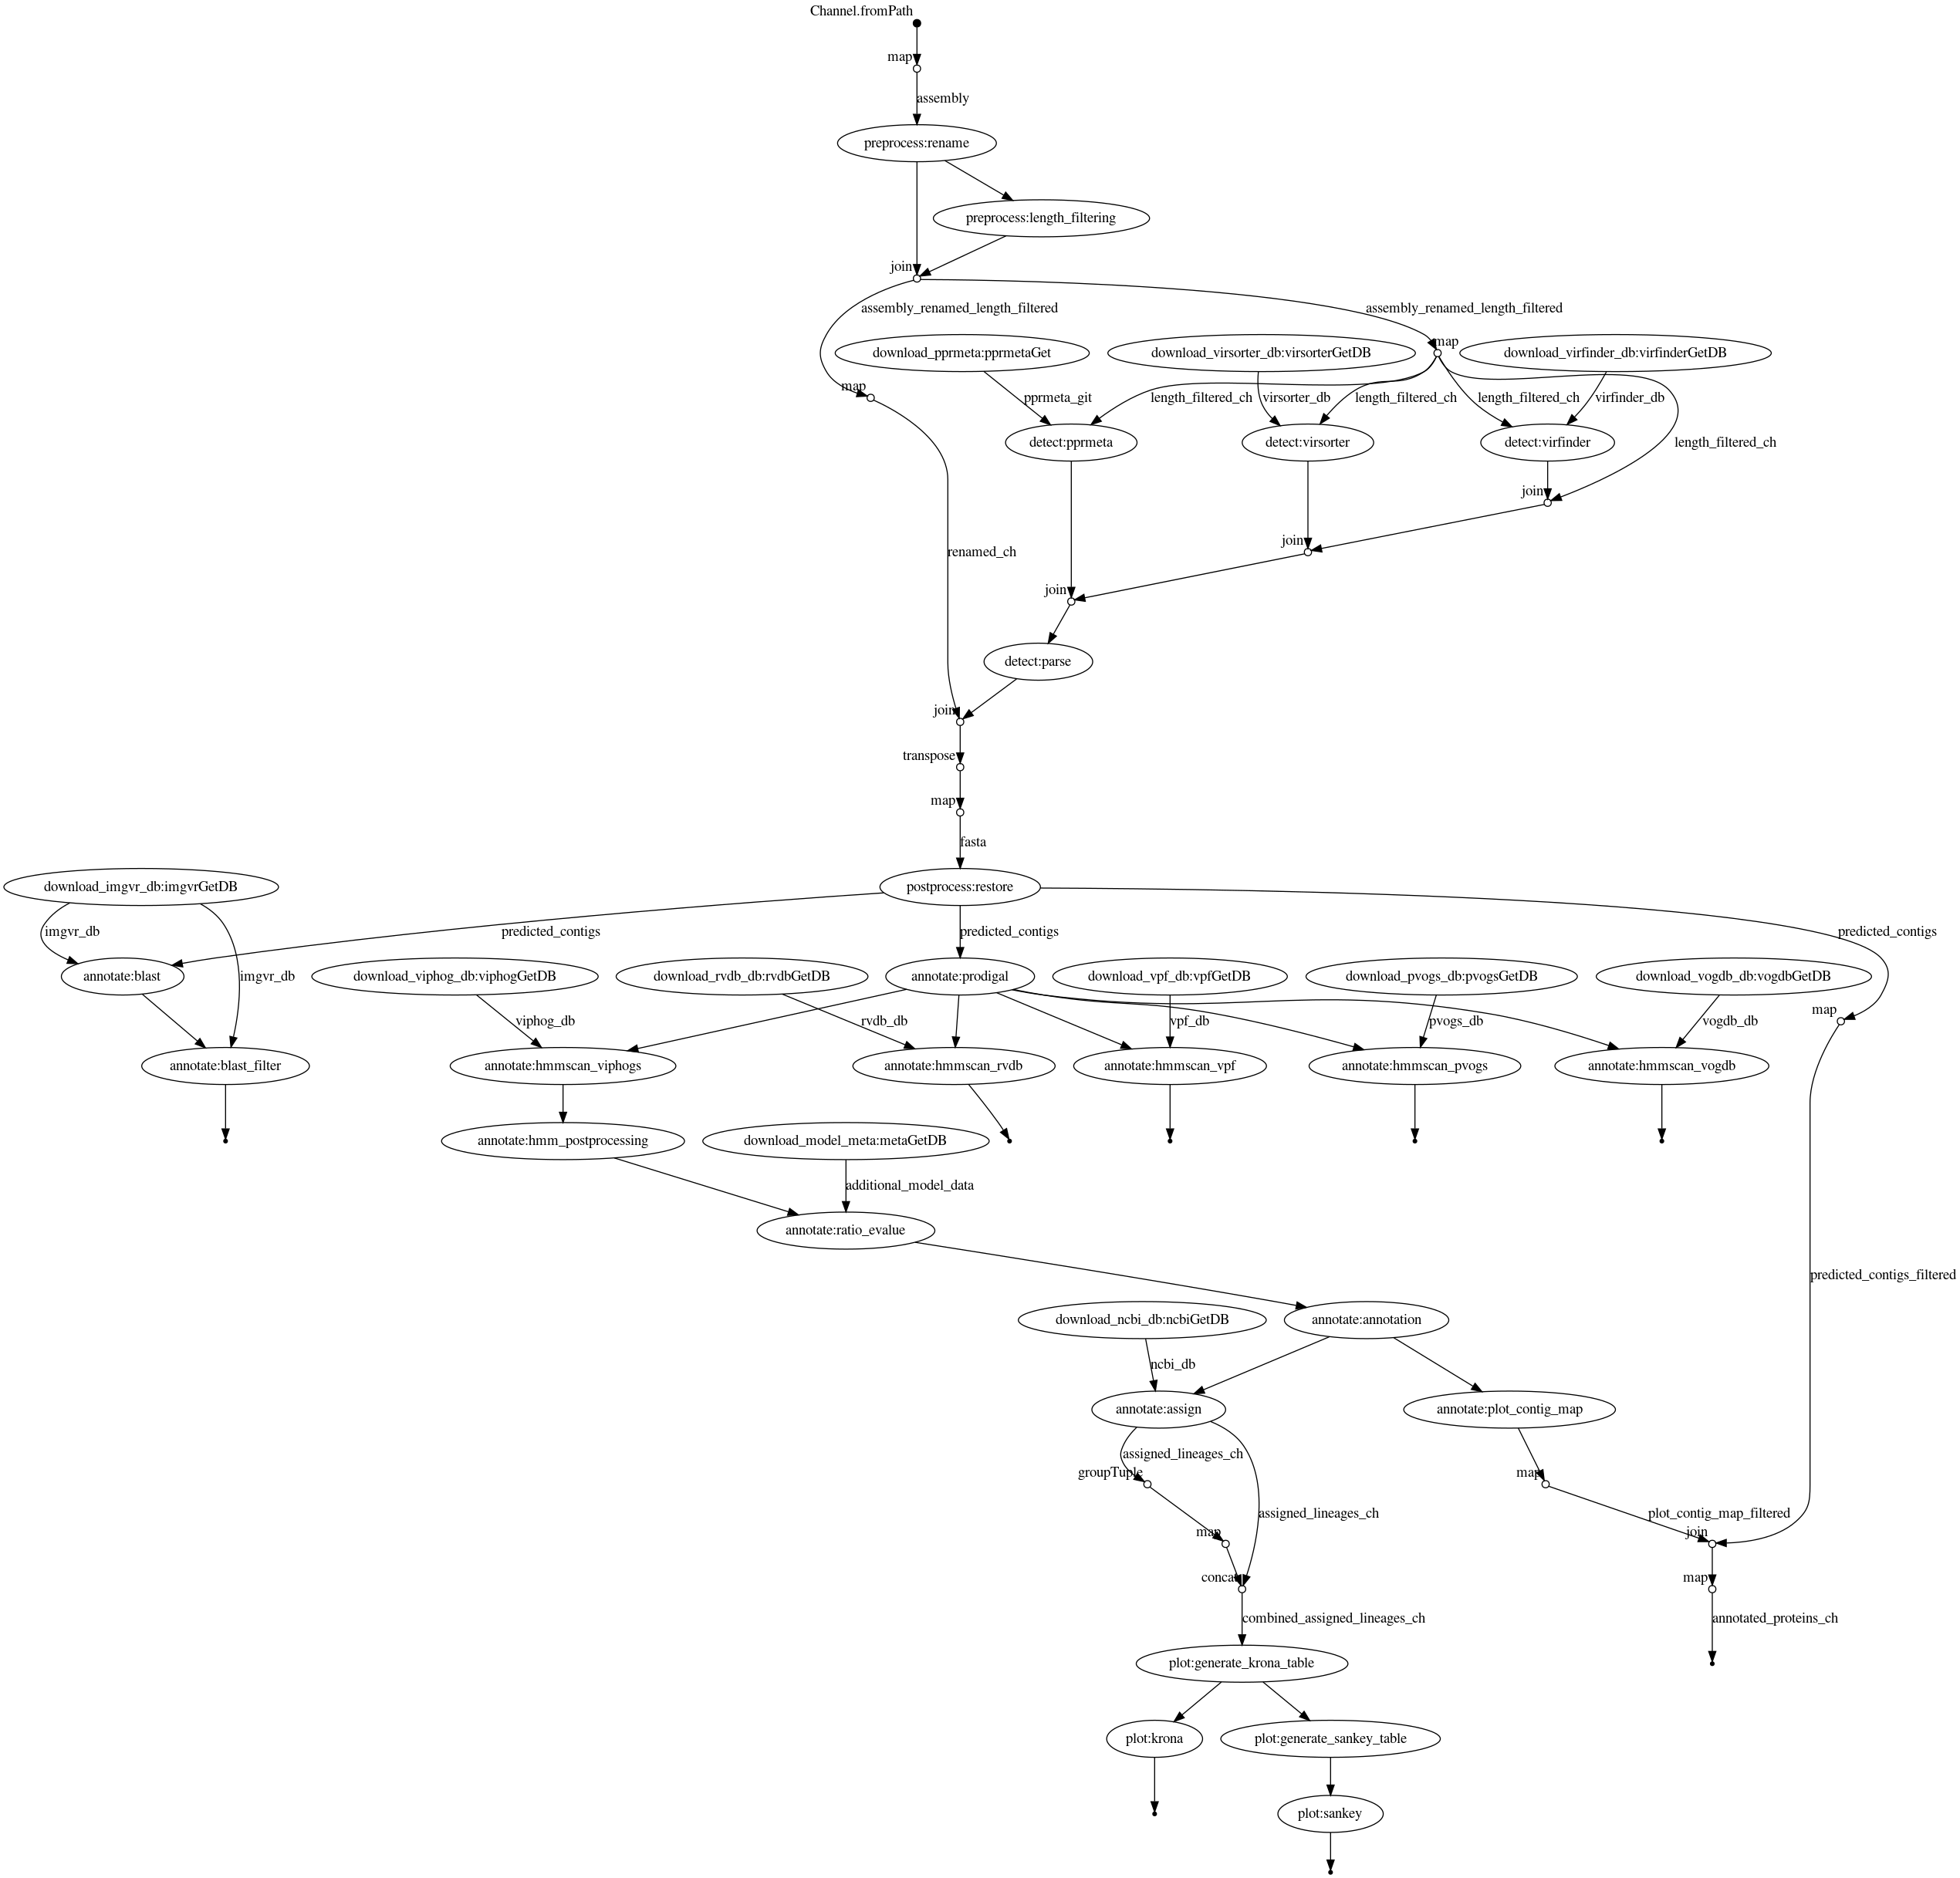 Channel.fromPath
map
assembly
preprocess:rename
preprocess:length_filtering
join
assembly_renamed_length_filtered
assembly_renamed_length_filtered
download_pprmeta:pprmetaGet
download_virsorter_db:virsorterGetDB
map
download_virfinder_db:virfinderGetDB
map
pprmeta_git
length_filtered_ch
virsorter_db
length_filtered_ch
length_filtered_ch
virfinder_db
detect:pprmeta
detect:virsorter
detect:virfinder
length_filtered_ch
join
join
renamed_ch
join
detect:parse
join
transpose
map
fasta
download_imgvr_db:imgvrGetDB
postprocess:restore
imgvr_db
predicted_contigs
predicted_contigs
predicted_contigs
annotate:blast
imgvr_db
download_viphog_db:viphogGetDB
download_rvdb_db:rvdbGetDB
annotate:prodigal
download_vpf_db:vpfGetDB
download_pvogs_db:pvogsGetDB
download_vogdb_db:vogdbGetDB
map
viphog_db
rvdb_db
vpf_db
pvogs_db
vogdb_db
annotate:blast_filter
annotate:hmmscan_viphogs
annotate:hmmscan_rvdb
annotate:hmmscan_vpf
annotate:hmmscan_pvogs
annotate:hmmscan_vogdb
annotate:hmm_postprocessing
download_model_meta:metaGetDB
additional_model_data
annotate:ratio_evalue
predicted_contigs_filtered
download_ncbi_db:ncbiGetDB
annotate:annotation
ncbi_db
annotate:assign
annotate:plot_contig_map
assigned_lineages_ch
groupTuple
map
assigned_lineages_ch
plot_contig_map_filtered
map
join
concat
map
combined_assigned_lineages_ch
annotated_proteins_ch
plot:generate_krona_table
plot:krona
plot:generate_sankey_table
plot:sankey